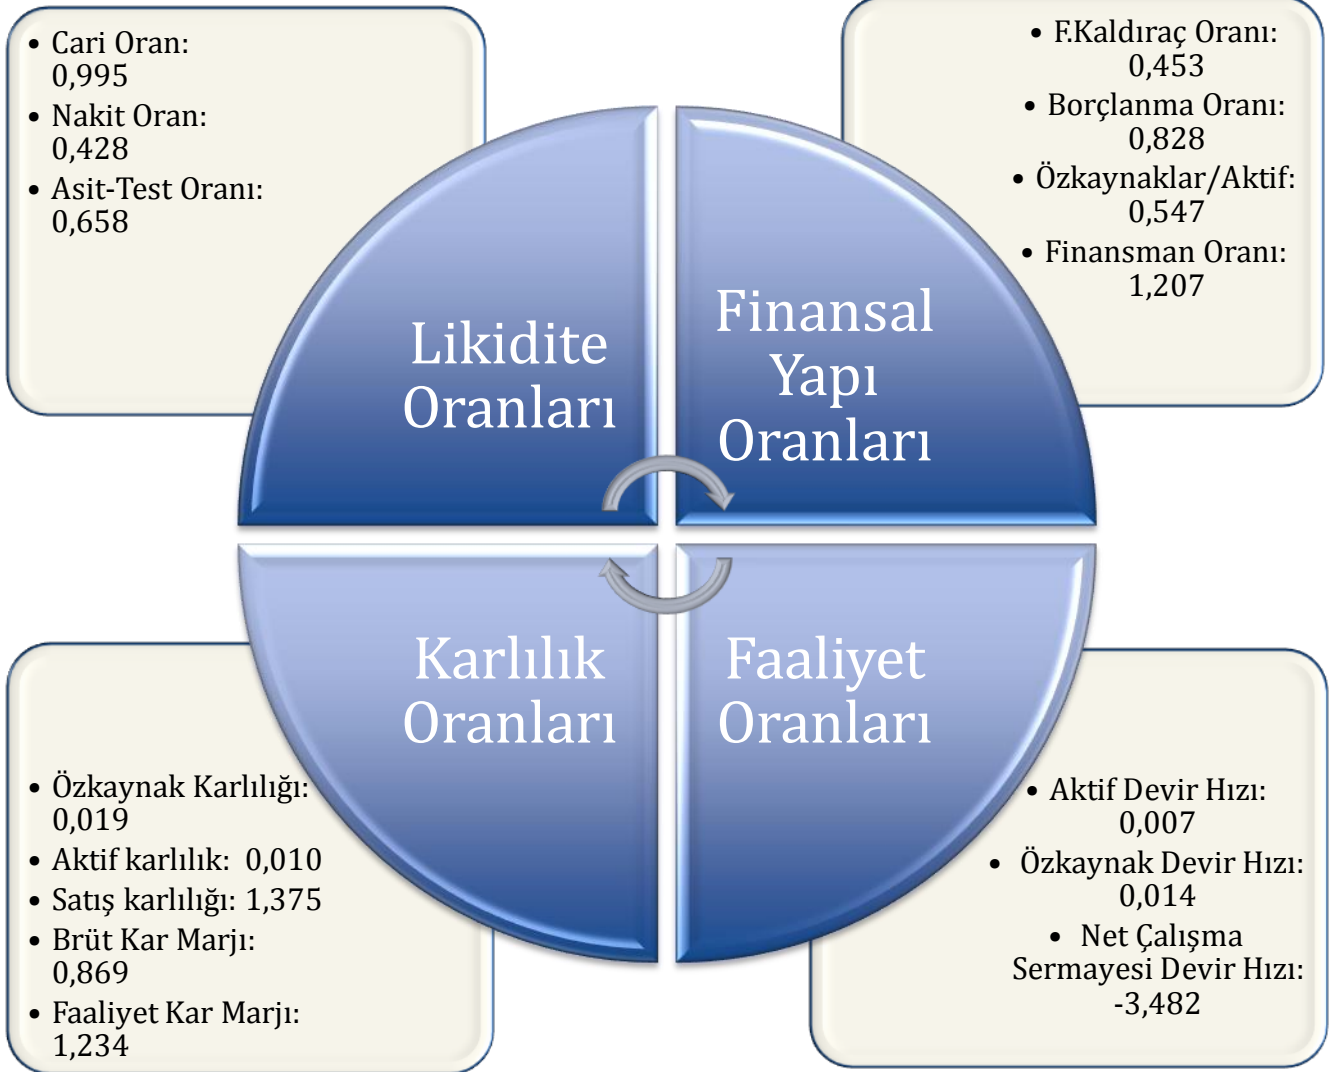 • Cari Oran:
0,995
• Nakit Oran:
0,428
• Asit-Test Oranı:
0,658
• F.Kaldıraç Oranı:
0,453
• Borçlanma Oranı:
0,828
• Özkaynaklar/Aktif:
0,547
• Finansman Oranı:
1,207
Likidite
Oranları
Finansal
Yapı
Oranları
Karlılık
Oranları
Faaliyet
Oranları
• Özkaynak Karlılığı:
0,019
• Aktif karlılık: 0,010
• Satış karlılığı: 1,375
• Brüt Kar Marjı:
0,869
• Faaliyet Kar Marjı:
1,234
• Aktif Devir Hızı:
0,007
• Özkaynak Devir Hızı:
0,014
• Net Çalışma
Sermayesi Devir Hızı:
-3,482